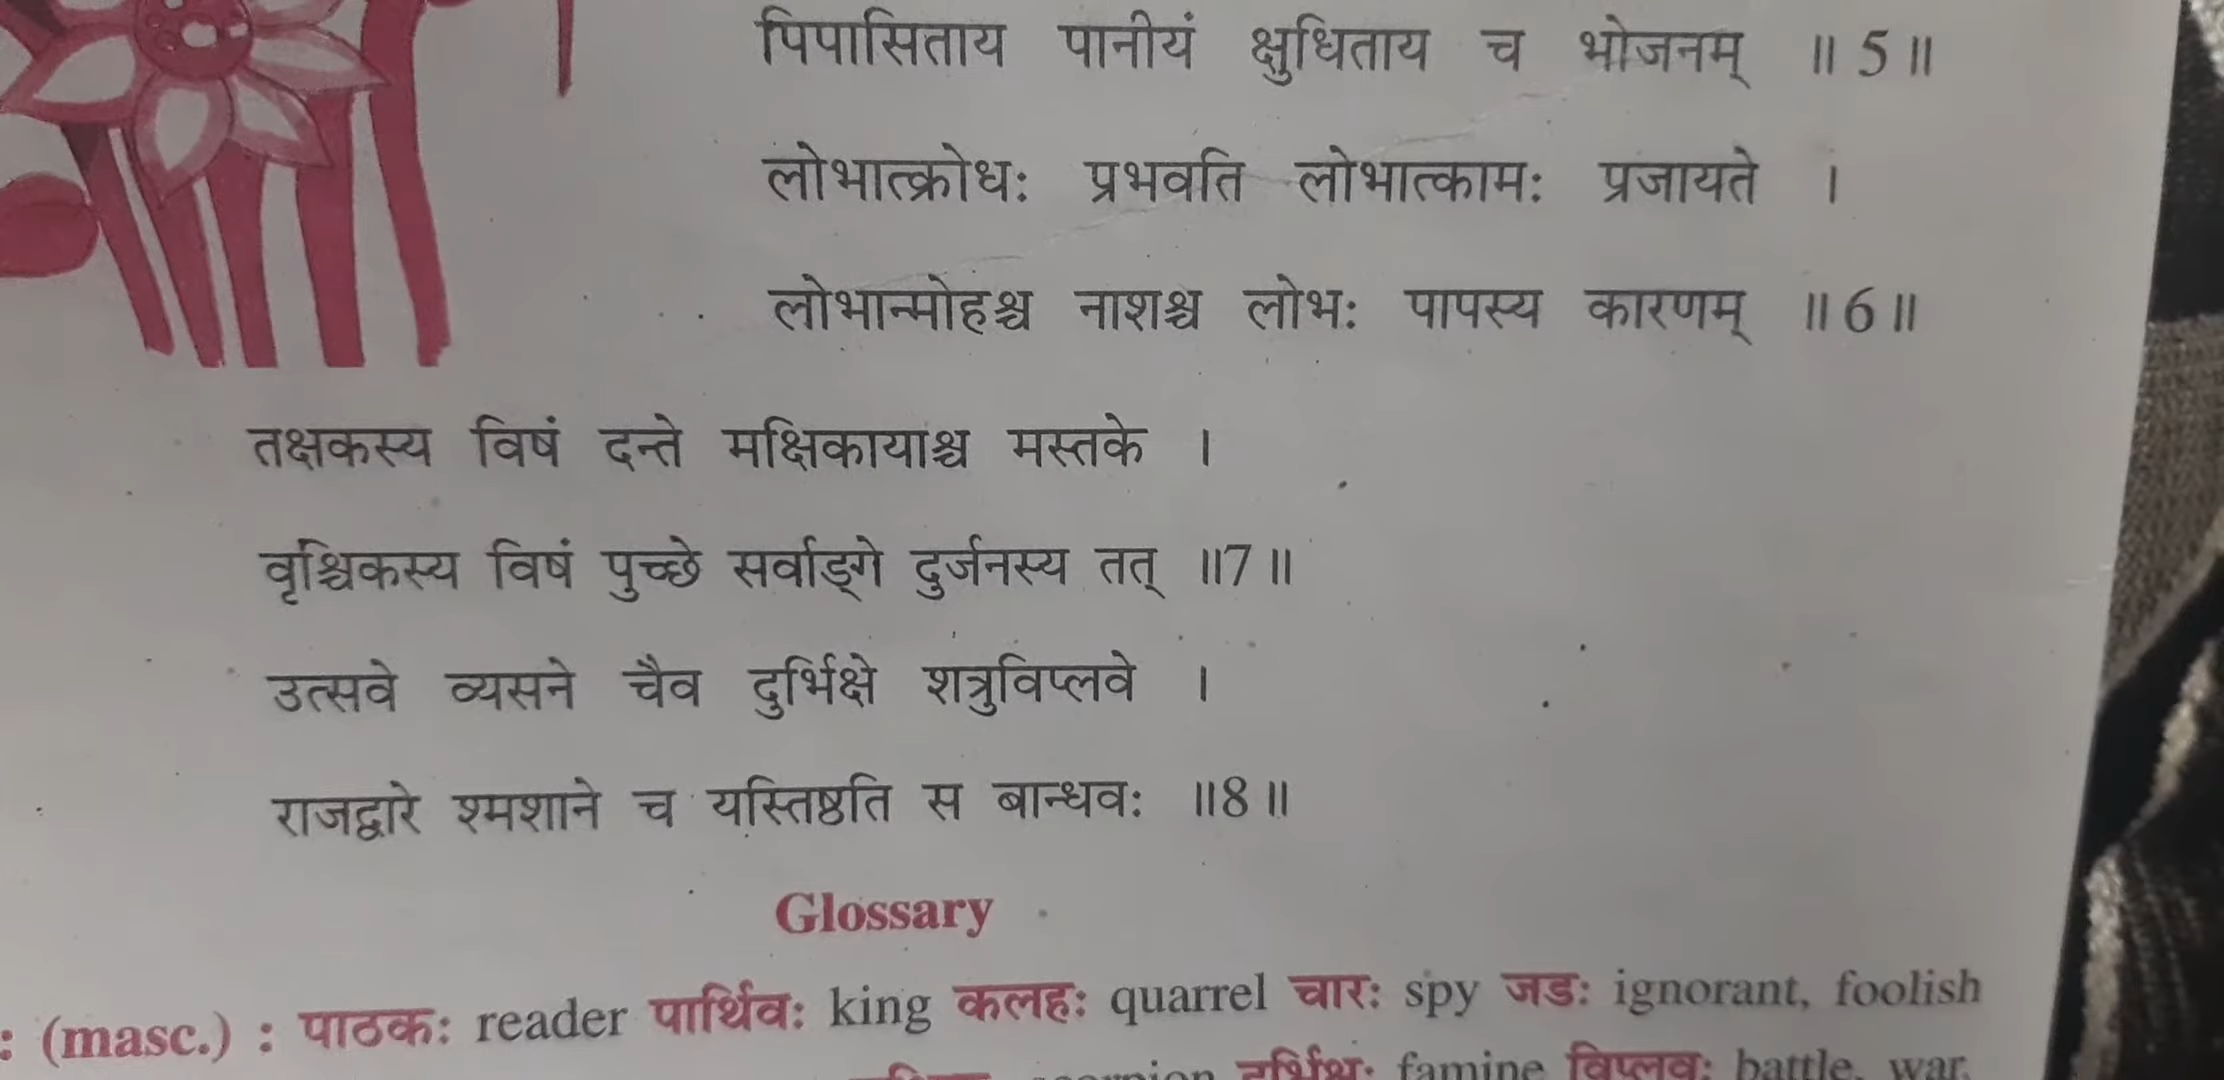 पिपासिताय पानीयं क्षुधिताय च भोजनम् ॥ 5 ॥
लोभात्क्रोधः प्रभवति लोभात्कामः प्रजायते ।
लोभान्मोहश्च नाशश्च लोभः पापस्य कारणम् ॥ 6 ॥
तक्षकस्य विषं दन्ते मक्षिकायाश्च मस्तके ।
वृश्चिकस्य विषं पुच्छे सर्वाङ्गे दुर्जनस्य तत् ॥7॥
उत्सवे व्यसने चैव दुर्भिक्षे शत्रुविप्लवे ।
राजद्वारे श्मशाने च यस्तिष्ठति स बान्धवः ॥8॥
Glossary
: (masc.) : पाठकः reader पार्थिवः king कलहः quarrel चारः spy जडः ignorant, foolish
famine विप्लवः battle, war,